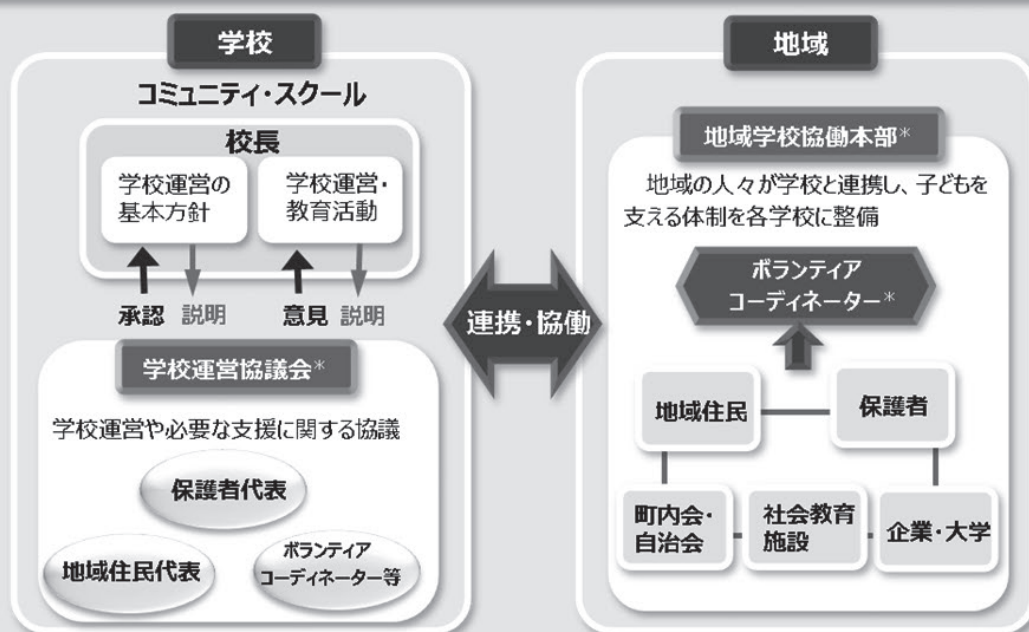 学校
コミュニティ・スクール
校長
学校運営の
基本方針
学校運営・
教育活動
承認 説明
意見 説明
学校運営協議会*
学校運営や必要な支援に関する協議
保護者代表
地域住民代表
ボランティア
コーディネーター等
連携・協働
地域
地域学校協働本部*
地域の人々が学校と連携し、子どもを
支える体制を各学校に整備
ボランティア
コーディネーター*
地域住民
保護者
町内会・
自治会
社会教育
施設
企業・大学